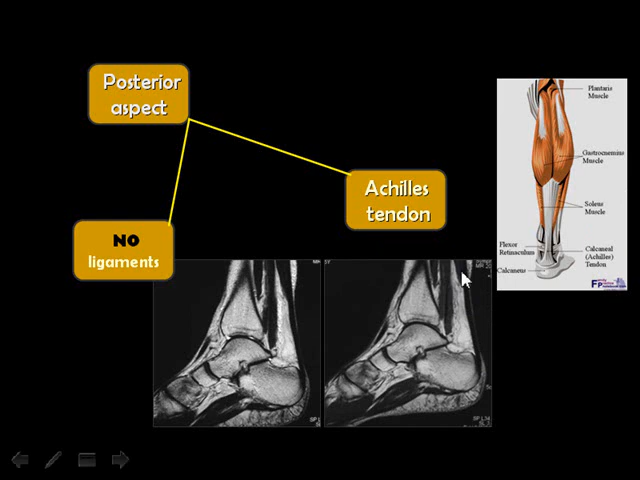 Posterior
aspect
Achilles
tendon
NO
ligaments
Plantaris
Muscle
Gastrocnemius
Muscle
Soleus
Muscle
Flexor
Retinaculum
Calcaneal
(Achilles)
Tendon
Calcaneus